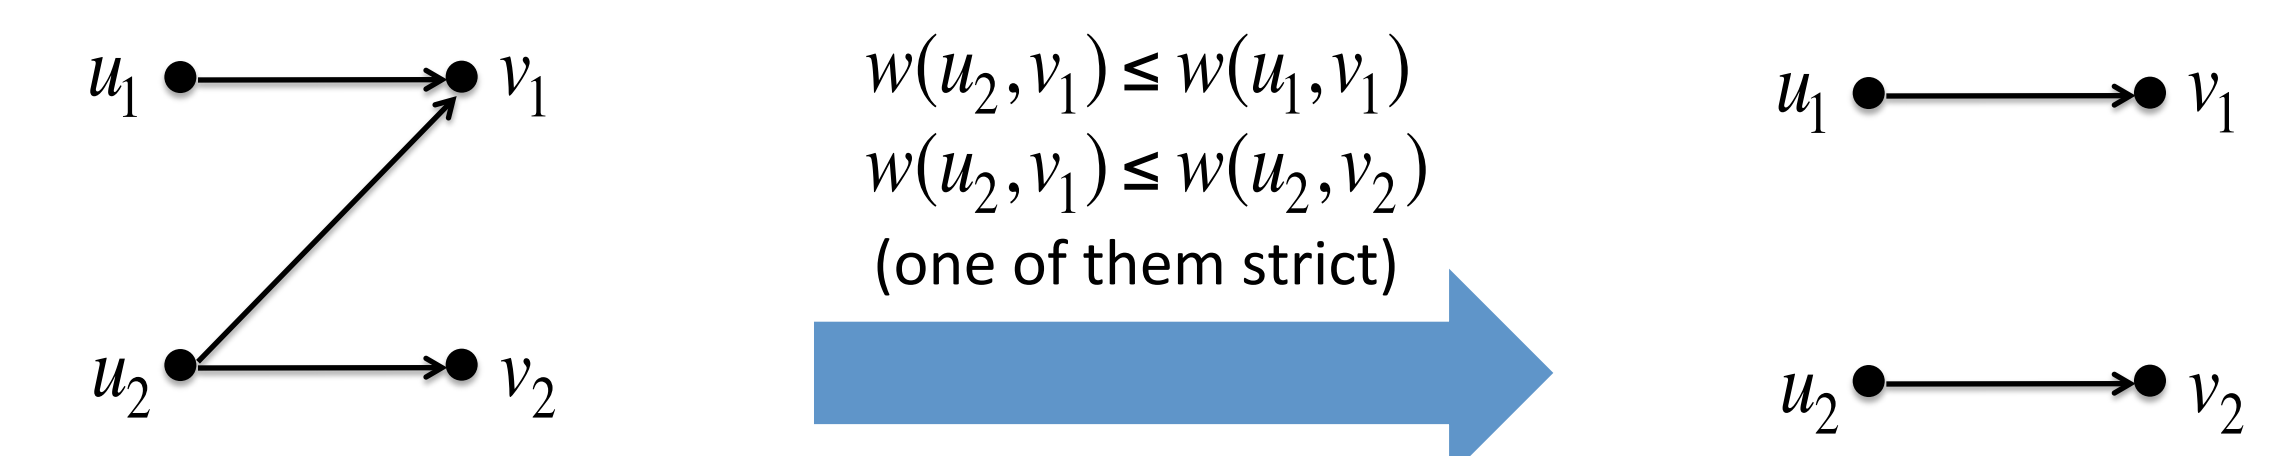 u₁ v₁ w(u₂,v₁) ≤ w(u₁,v₁) u₁ v₁
w(u₂,v₁) ≤ w(u₂,v₂)
(one of them strict)
u₂ v₂ u₂ v₂